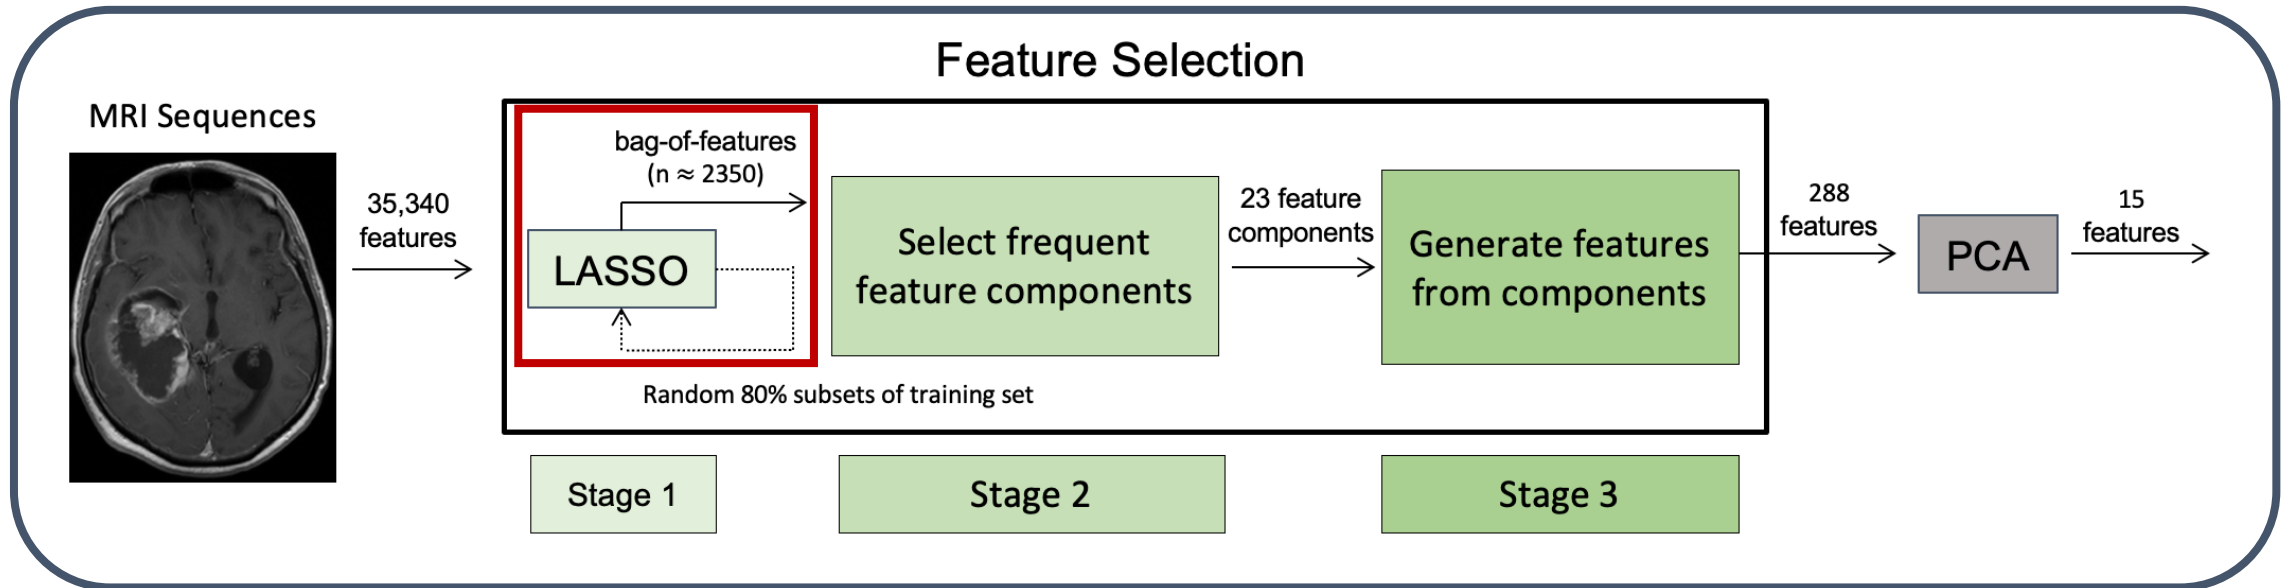 Feature Selection
MRI Sequences
35,340
features
bag-of-features
(n ≈ 2350)
LASSO
Random 80% subsets of training set
Select frequent
feature components
23 feature
components
Generate features
from components
288
features
PCA
15
features
Stage 1
Stage 2
Stage 3